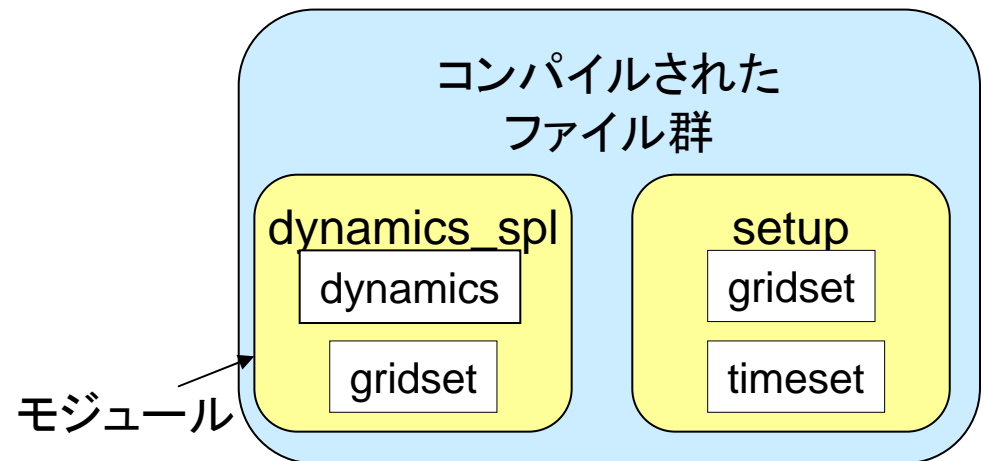 コンパイルされた
ファイル群
dynamics_spl
dynamics
gridset
setup
gridset
timeset
モジュール